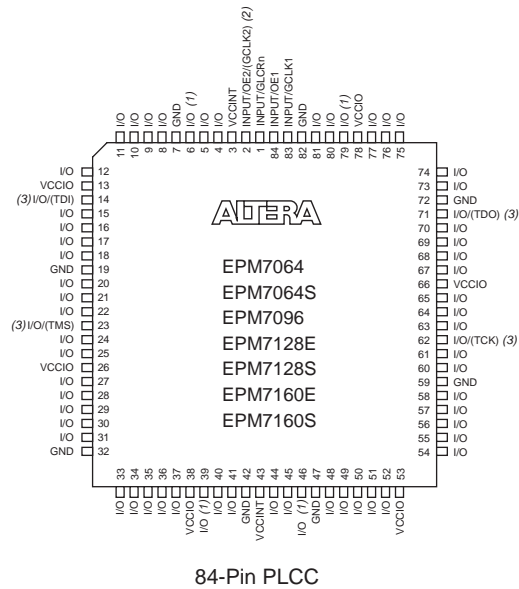 I/O 11
I/O 10
I/O 9
I/O 8
GND 7
I/O (1) 6
I/O 5
I/O 4
VCCINT 3
INPUT/OE2/(GCLK2) (2) 2
INPUT/GLCRn 1
INPUT/OE1 84
INPUT/GCLK1 83
GND 82
I/O 81
I/O 80
I/O (1) 79
VCCIO 78
I/O 77
I/O 76
I/O 75
I/O 12
VCCIO 13
(3) I/O/(TDI) 14
I/O 15
I/O 16
I/O 17
I/O 18
GND 19
I/O 20
I/O 21
I/O 22
(3) I/O/(TMS) 23
I/O 24
I/O 25
VCCIO 26
I/O 27
I/O 28
I/O 29
I/O 30
I/O 31
GND 32
ALTERA
EPM7064
EPM7064S
EPM7096
EPM7128E
EPM7128S
EPM7160E
EPM7160S
74 I/O
73 I/O
72 GND
71 I/O/(TDO) (3)
70 I/O
69 I/O
68 I/O
67 I/O
66 VCCIO
65 I/O
64 I/O
63 I/O
62 I/O/(TCK) (3)
61 I/O
60 I/O
59 GND
58 I/O
57 I/O
56 I/O
55 I/O
54 I/O
33 I/O
34 I/O
35 I/O
36 I/O
37 I/O
38 VCCIO
39 I/O (1)
40 I/O
41 I/O
42 GND
43 VCCINT
44 I/O
45 I/O
46 I/O (1)
47 GND
48 I/O
49 I/O
50 I/O
51 I/O
52 I/O
53 VCCIO
84-Pin PLCC